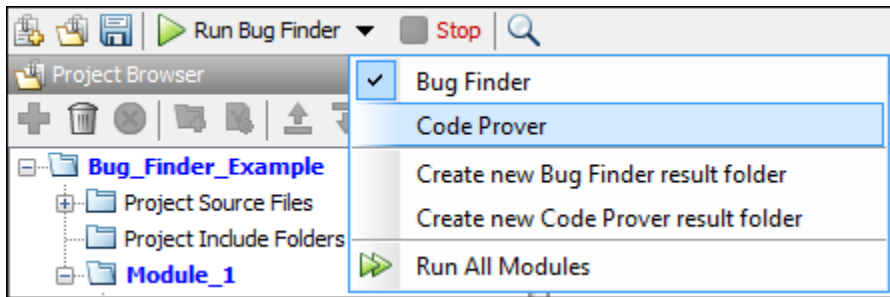 Run Bug Finder Stop
Project Browser
Bug Finder
Code Prover
Bug_Finder_Example
Create new Bug Finder result folder
Project Source Files
Create new Code Prover result folder
Project Include Folders
Module_1
Run All Modules